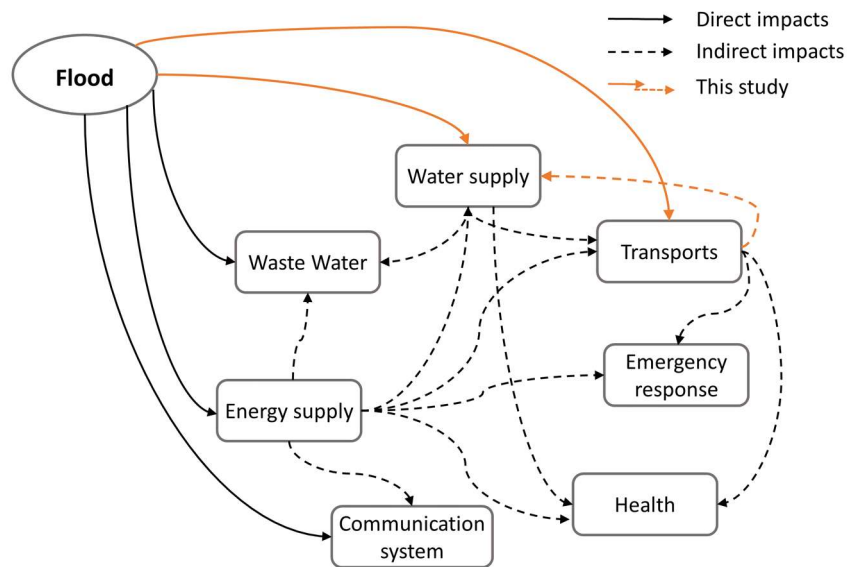 Flood
Direct impacts
Indirect impacts
This study
Water supply
Waste Water
Transports
Emergency
response
Energy supply
Health
Communication
system